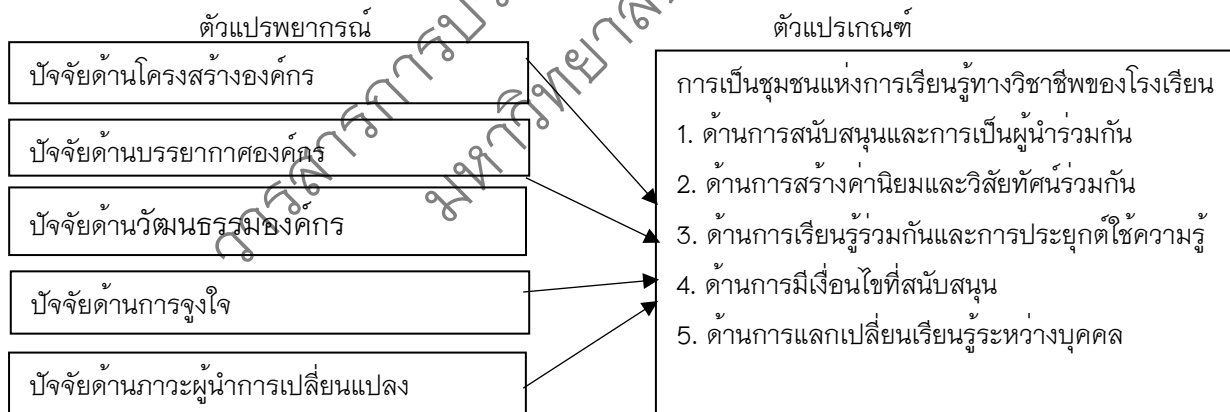 ตัวแปรพยากรณ์
ตัวแปรเกณฑ์
ปัจจัยด้านโครงสร้างองค์กร
ปัจจัยด้านบรรยากาศองค์กร
ปัจจัยด้านวัฒนธรรมองค์กร
ปัจจัยด้านการจูงใจ
ปัจจัยด้านภาวะผู้นำการเปลี่ยนแปลง
การเป็นชุมชนแห่งการเรียนรู้ทางวิชาชีพของโรงเรียน
1. ด้านการสนับสนุนและการเป็นผู้นำร่วมกัน
2. ด้านการสร้างค่านิยมและวิสัยทัศน์ร่วมกัน
3. ด้านการเรียนรู้ร่วมกันและการประยุกต์ใช้ความรู้
4. ด้านการมีเงื่อนไขที่สนับสนุน
5. ด้านการแลกเปลี่ยนเรียนรู้ระหว่างบุคคล